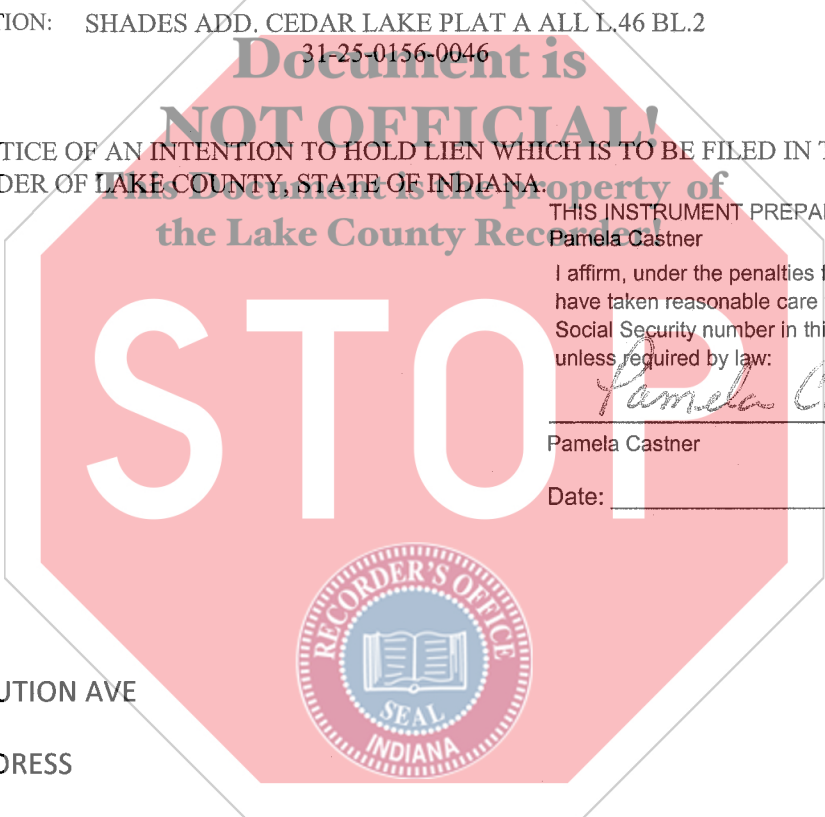 TION: SHADES ADD. CEDAR LAKE PLAT A ALL L.46 BL.2
31-25-0156-0046
Document is
NOT OFFICIAL!
TICE OF AN INTENTION TO HOLD LIEN WHICH IS TO BE FILED IN T
DER OF LAKE COUNTY, STATE OF INDIANA.
This Document is the property of
the Lake County Recorder!
THIS INSTRUMENT PREPA
Pamela Castner
I affirm, under the penalties f
have taken reasonable care
Social Security number in thi
unless required by law:
Pamela C
Pamela Castner
Date:
STOP
RECORDER'S OFFICE
SEAL
INDIANA
UTION AVE
DRESS